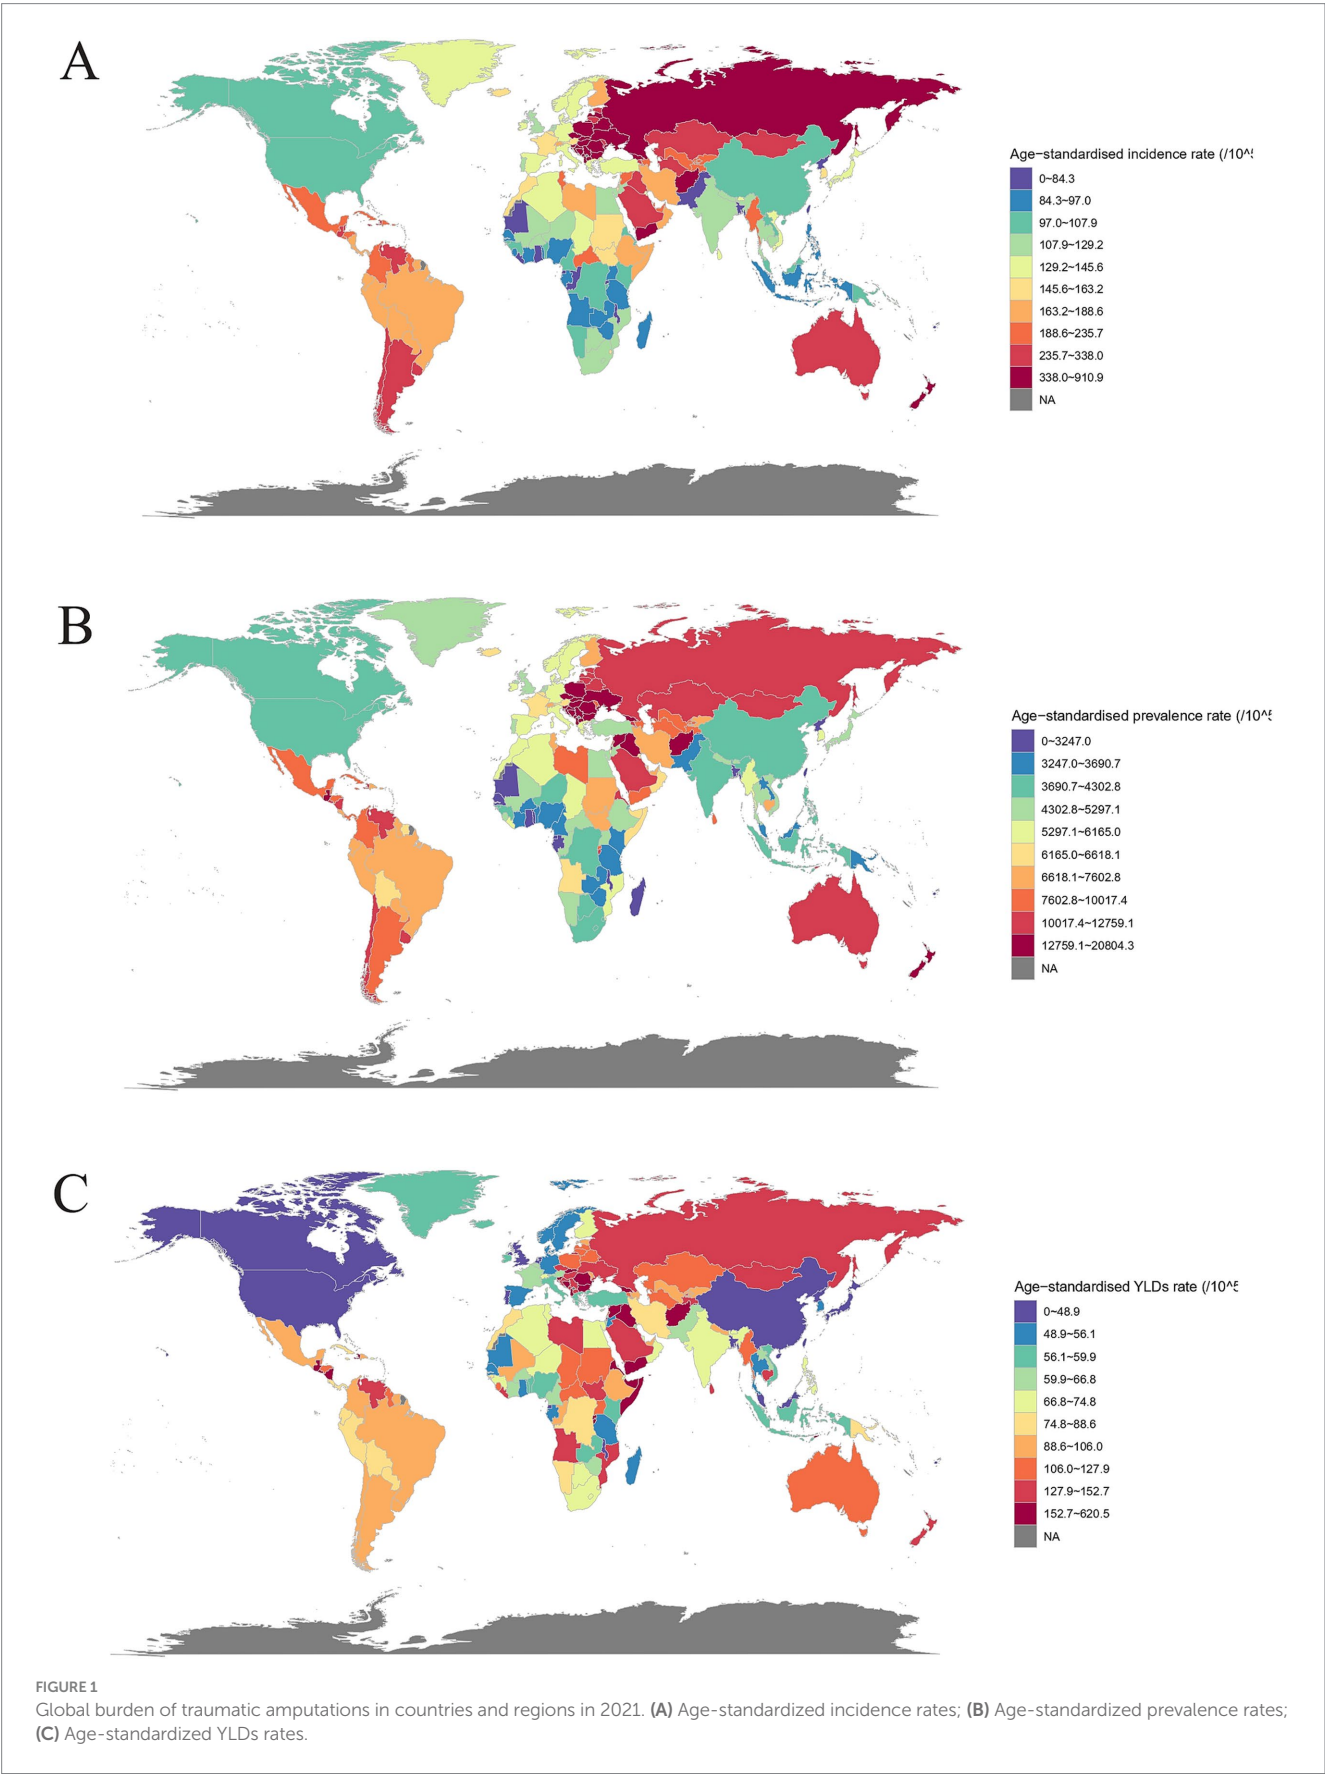 A
Age-standardised incidence rate (/10^5
0~84.3
84.3~97.0
97.0~107.9
107.9~129.2
129.2~145.6
145.6~163.2
163.2~188.6
188.6~235.7
235.7~338.0
338.0~910.9
NA
B
Age-standardised prevalence rate (/10^5
0~3247.0
3247.0~3690.7
3690.7~4302.8
4302.8~5297.1
5297.1~6165.0
6165.0~6618.1
6618.1~7602.8
7602.8~10017.4
10017.4~12759.1
12759.1~20804.3
NA
C
Age-standardised YLDs rate (/10^5
0~48.9
48.9~56.1
56.1~59.9
59.9~66.8
66.8~74.8
74.8~88.6
88.6~106.0
106.0~127.9
127.9~152.7
152.7~620.5
NA
FIGURE 1
Global burden of traumatic amputations in countries and regions in 2021. (A) Age-standardized incidence rates; (B) Age-standardized prevalence rates;
(C) Age-standardized YLDs rates.